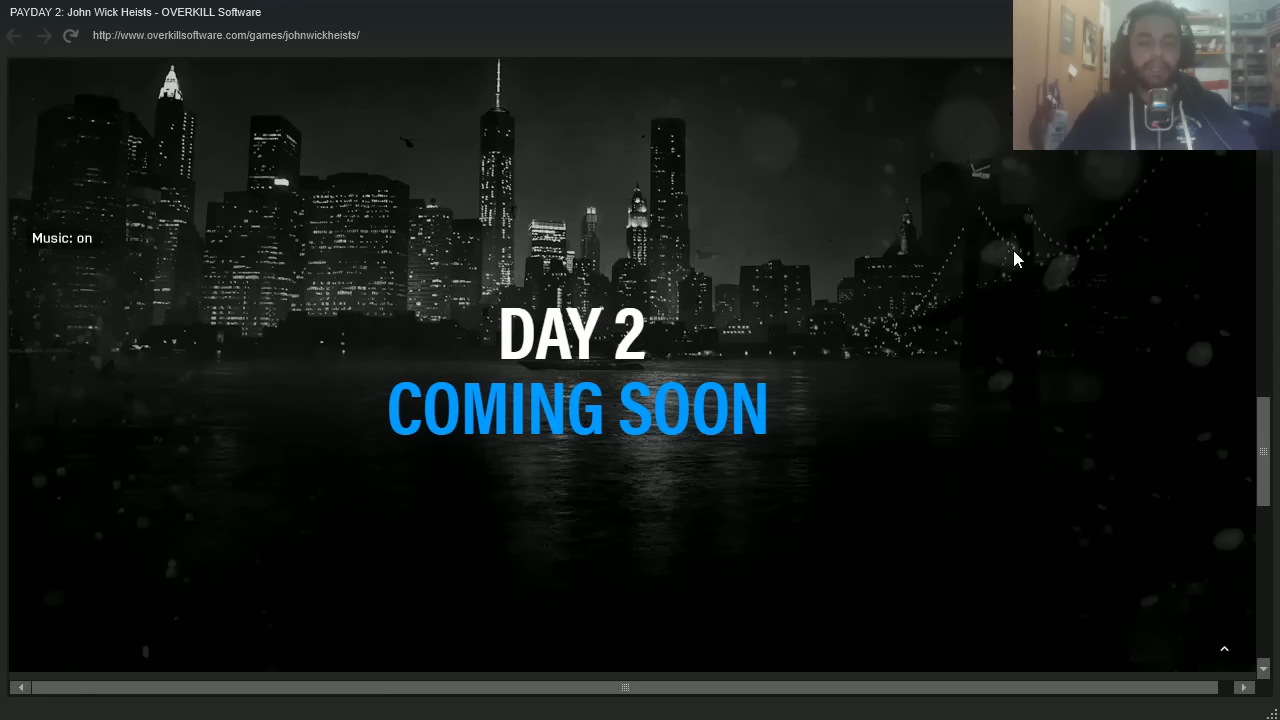 PAYDAY 2: John Wick Heists - OVERKILL Software
http://www.overkillsoftware.com/games/johnwickheists/
Music: on
DAY 2
COMING SOON